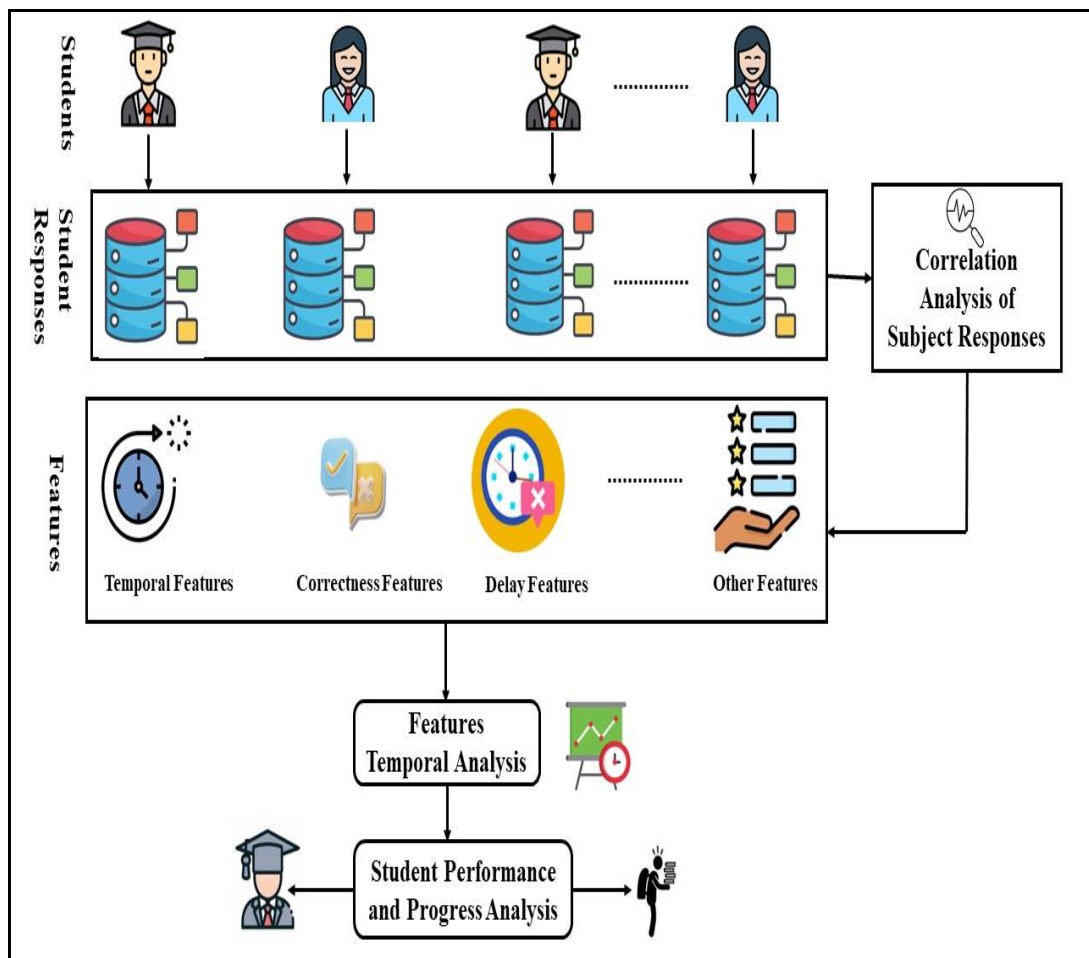 Students
Student
Responses
Correlation
Analysis of
Subject Responses
Features
Temporal Features
Correctness Features
Delay Features
Other Features
Features
Temporal Analysis
Student Performance
and Progress Analysis